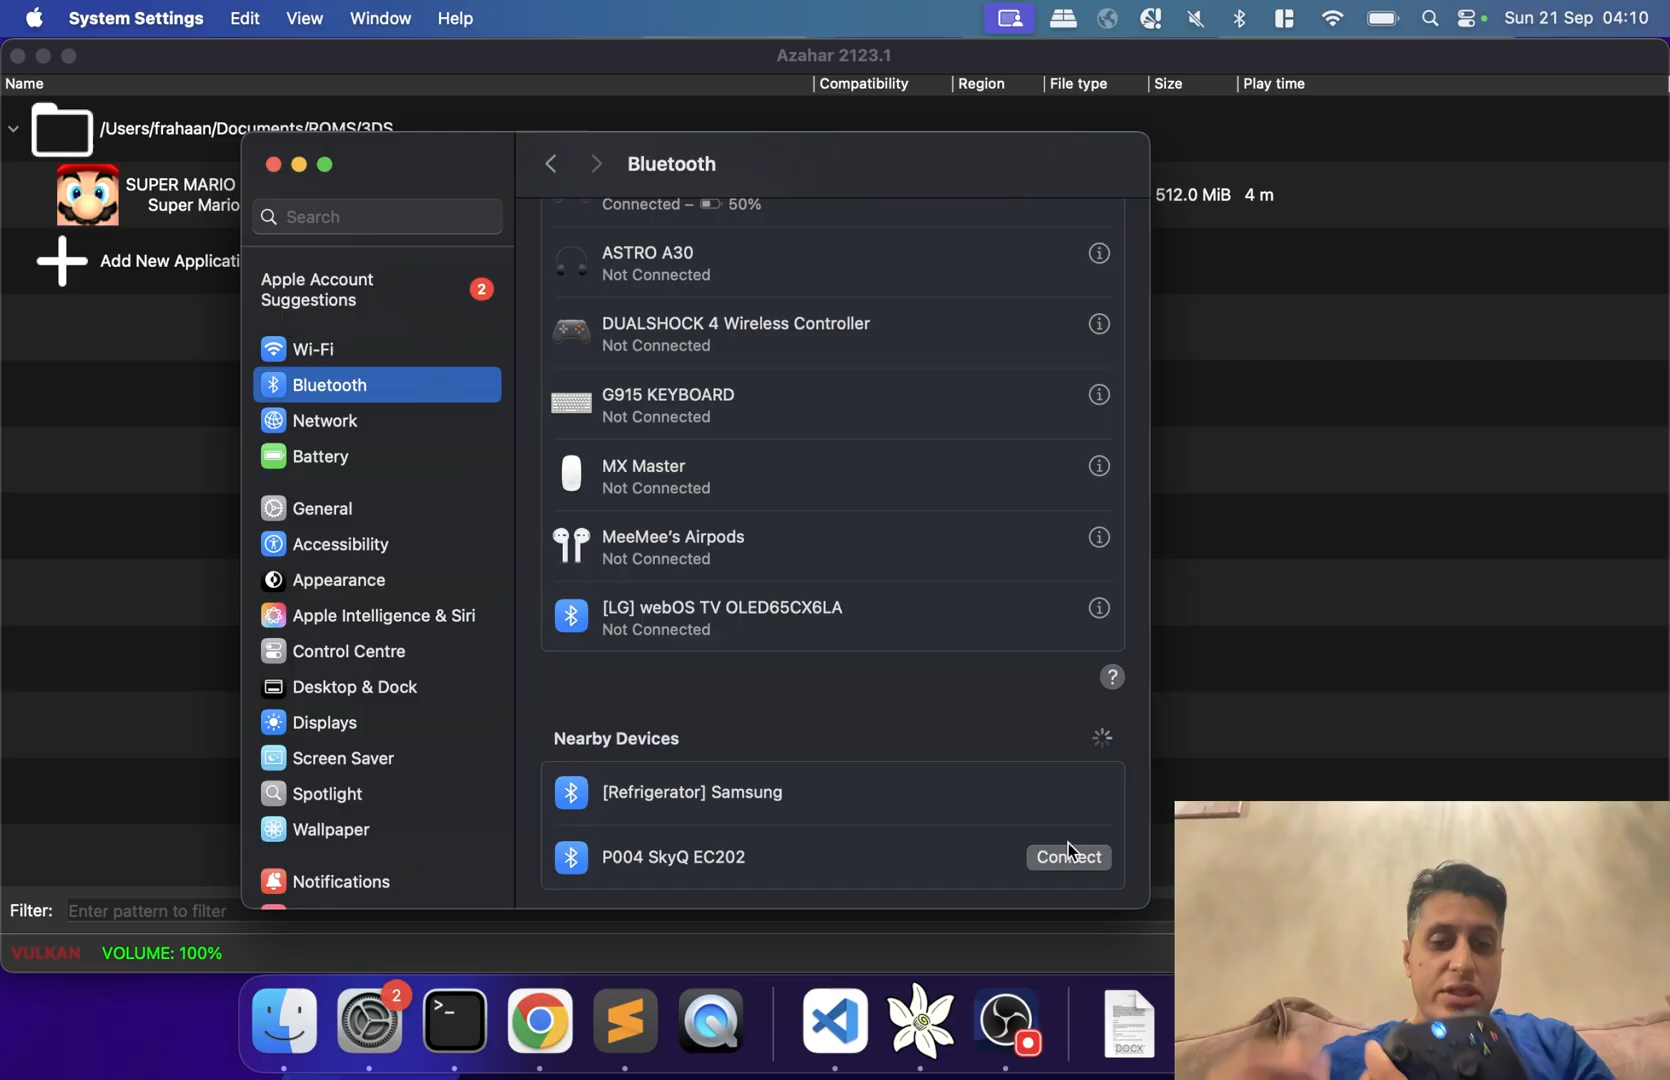 System Settings Edit View Window Help Sun 21 Sep 04:10
Azahar 2123.1
Name Compatibility Region File type Size Play time
/Users/frahaan/Documents/ROMS/3DS
SUPER MARIO
Super Mario
512.0 MiB 4 m
Add New Applicati
Search
Apple Account
Suggestions
2
Wi-Fi
Bluetooth
Network
Battery
General
Accessibility
Appearance
Apple Intelligence & Siri
Control Centre
Desktop & Dock
Displays
Screen Saver
Spotlight
Wallpaper
Notifications
Bluetooth
Connected – 50%
ASTRO A30
Not Connected
DUALSHOCK 4 Wireless Controller
Not Connected
G915 KEYBOARD
Not Connected
MX Master
Not Connected
MeeMee's Airpods
Not Connected
[LG] webOS TV OLED65CX6LA
Not Connected
?
Nearby Devices
[Refrigerator] Samsung
P004 SkyQ EC202
Connect
Filter: Enter pattern to filter
VULKAN VOLUME: 100%
2
DOCX